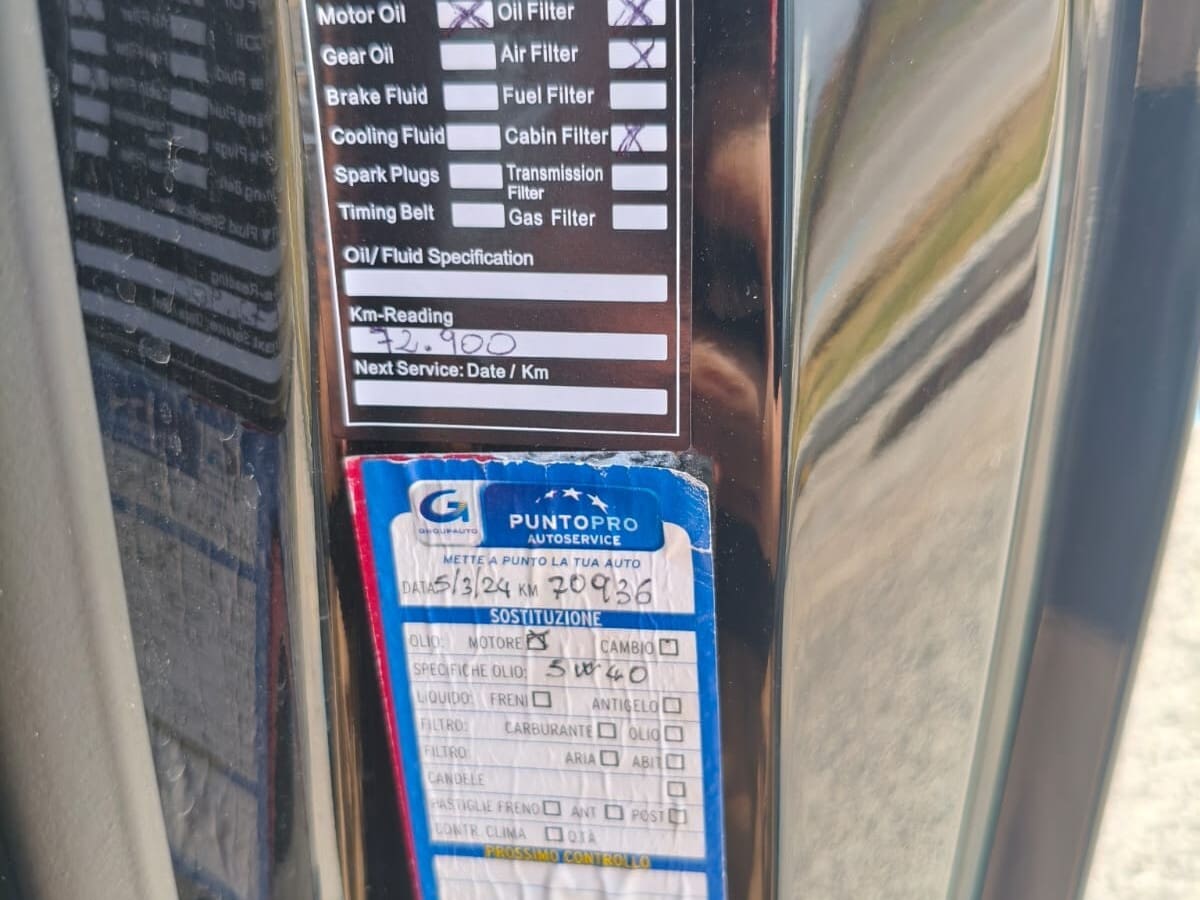 Motor Oil X Oil Filter X
Gear Oil Air Filter X
Brake Fluid Fuel Filter
Cooling Fluid Cabin Filter X
Spark Plugs Transmission Filter
Timing Belt Gas Filter
Oil/Fluid Specification
Km-Reading
72.900
Next Service: Date / Km
G
GROUPAUTO
PUNTOPRO
AUTOSERVICE
METTE A PUNTO LA TUA AUTO
DATA 5/3/24 KM 70936
SOSTITUZIONE
OLIO: MOTORE X CAMBIO
SPECIFICHE OLIO: 5W40
LIQUIDO: FRENI ANTIGELO
FILTRO: CARBURANTE OLIO
FILTRO ARIA ABIT
CANDELE
PASTIGLIE FRENO ANT POST
CONTR. CLIMA
PROSSIMO CONTROLLO